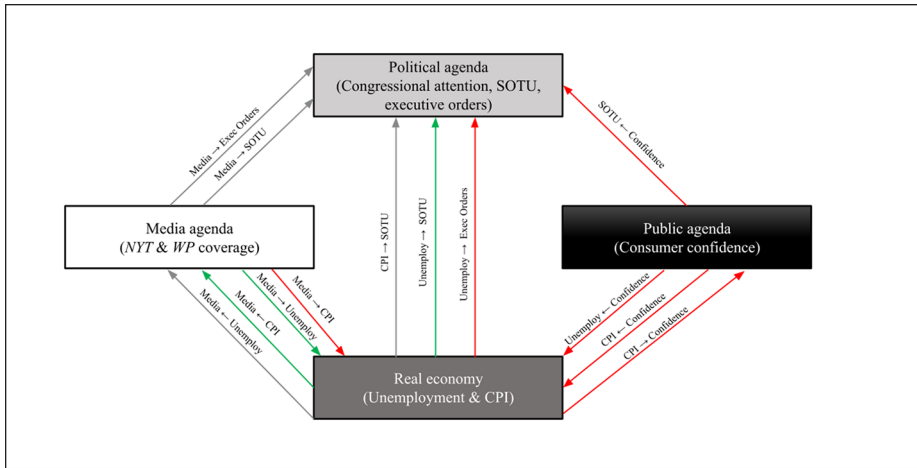 Political agenda
(Congressional attention, SOTU,
executive orders)
Media → Exec Orders
Media → SOTU
SOTU ← Confidence
CPI → SOTU
Unemploy → SOTU
Unemploy → Exec Orders
Media agenda
(NYT & WP coverage)
Public agenda
(Consumer confidence)
Media → CPI
Media → Unemploy
Media ← CPI
Media ← Unemploy
Unemploy ← Confidence
CPI ← Confidence
CPI → Confidence
Real economy
(Unemployment & CPI)